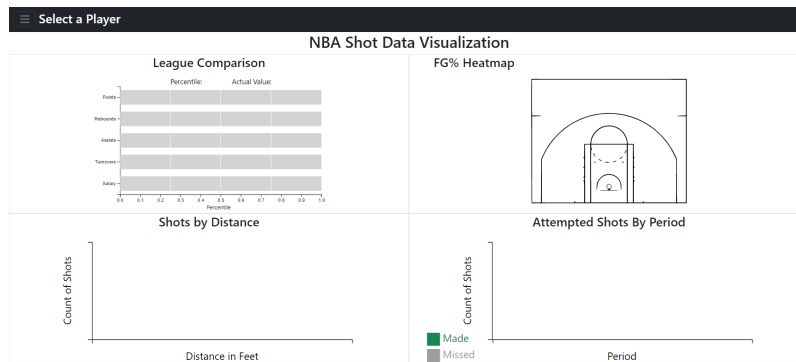 Select a Player
NBA Shot Data Visualization
League Comparison
Percentile: Actual Value:
Points
Rebounds
Assists
Turnovers
Salary
0.0 0.1 0.2 0.3 0.4 0.5 0.6 0.7 0.8 0.9 1.0
Percentile
FG% Heatmap
Shots by Distance
Count of Shots
Distance in Feet
Attempted Shots By Period
Count of Shots
Made
Missed
Period